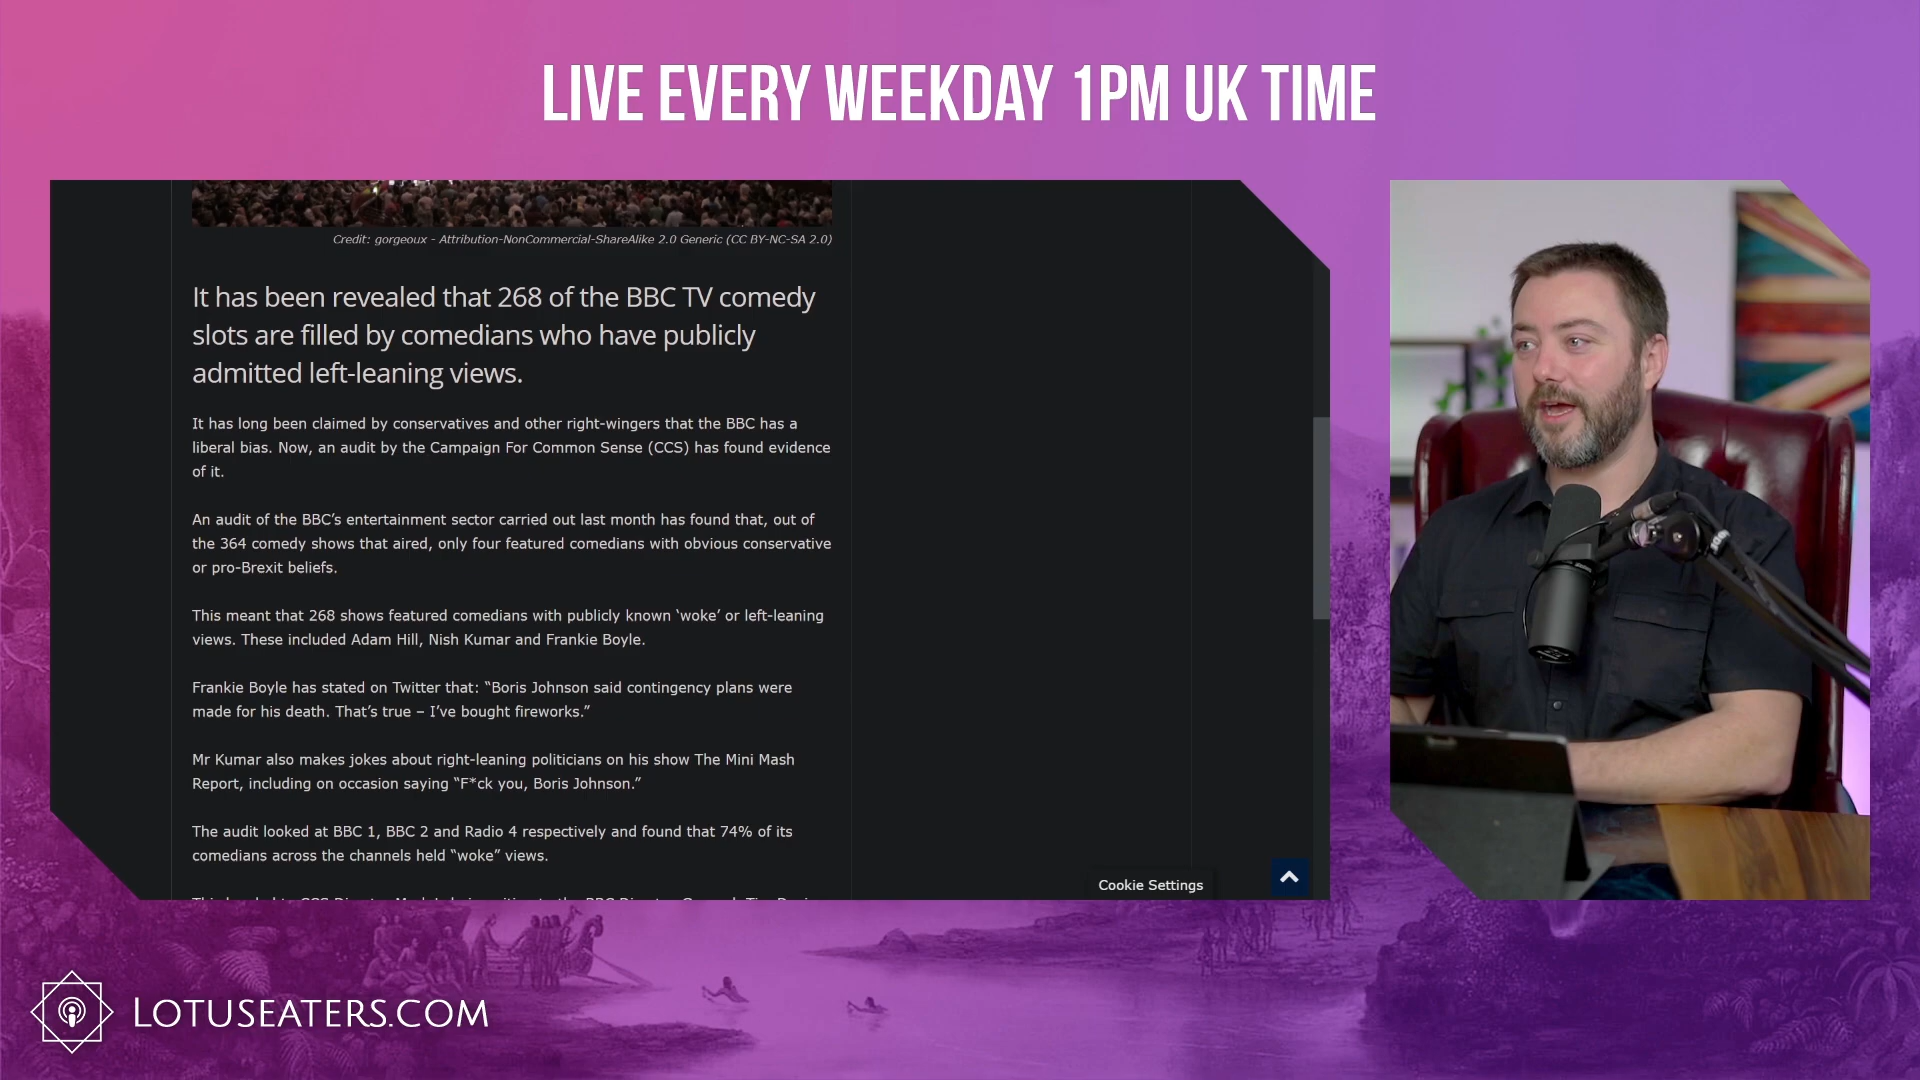 LIVE EVERY WEEKDAY 1PM UK TIME
Credit: gorgeoux - Attribution-NonCommercial-ShareAlike 2.0 Generic (CC BY-NC-SA 2.0)
It has been revealed that 268 of the BBC TV comedy
slots are filled by comedians who have publicly
admitted left-leaning views.
It has long been claimed by conservatives and other right-wingers that the BBC has a
liberal bias. Now, an audit by the Campaign For Common Sense (CCS) has found evidence
of it.
An audit of the BBC’s entertainment sector carried out last month has found that, out of
the 364 comedy shows that aired, only four featured comedians with obvious conservative
or pro-Brexit beliefs.
This meant that 268 shows featured comedians with publicly known ‘woke’ or left-leaning
views. These included Adam Hill, Nish Kumar and Frankie Boyle.
Frankie Boyle has stated on Twitter that: “Boris Johnson said contingency plans were
made for his death. That’s true – I’ve bought fireworks.”
Mr Kumar also makes jokes about right-leaning politicians on his show The Mini Mash
Report, including on occasion saying “F*ck you, Boris Johnson.”
The audit looked at BBC 1, BBC 2 and Radio 4 respectively and found that 74% of its
comedians across the channels held “woke” views.
Cookie Settings
LOTUSEATERS.COM